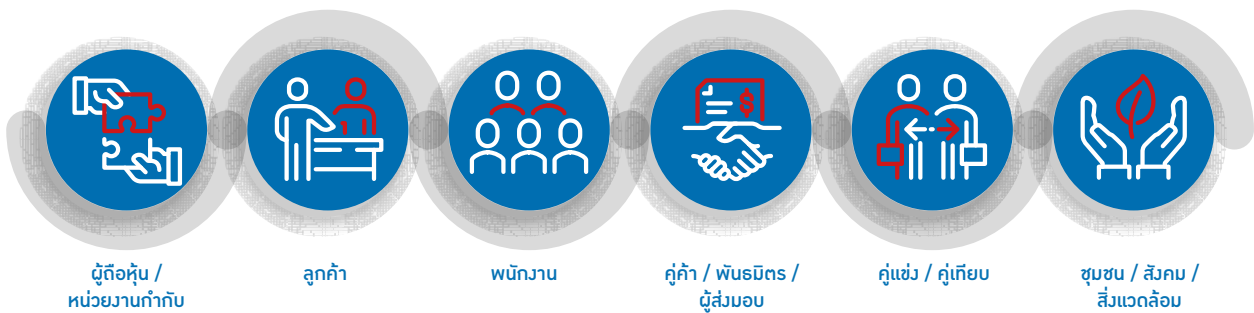 ผู้ถือหุ้น /
หน่วยงานกำกับ
ลูกค้า
พนักงาน
คู่ค้า / พันธมิตร /
ผู้ส่งมอบ
คู่แข่ง / คู่เทียบ
ชุมชน / สังคม /
สิ่งแวดล้อม